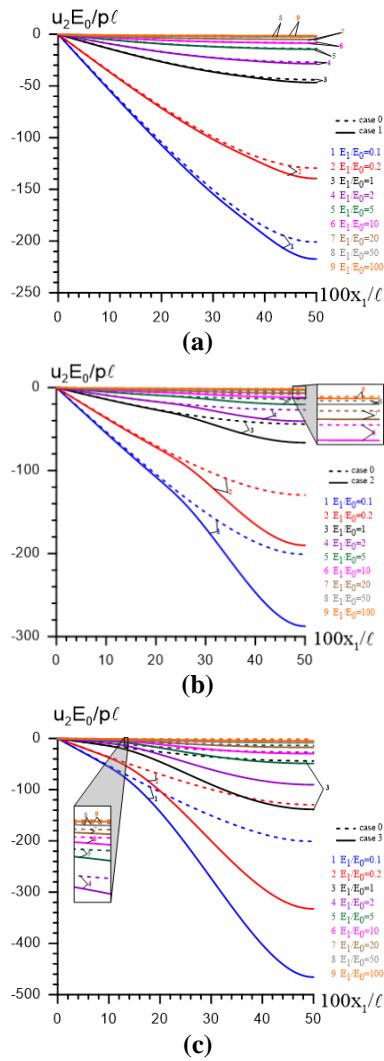 u₂E₀/pℓ
0
-50
-100
-150
-200
-250
0 10 20 30 40 50
100x₁/ℓ
8 9
7
6
5
4
3
2
1
case 0
case 1
1 E₁/E₀=0.1
2 E₁/E₀=0.2
3 E₁/E₀=1
4 E₁/E₀=2
5 E₁/E₀=5
6 E₁/E₀=10
7 E₁/E₀=20
8 E₁/E₀=50
9 E₁/E₀=100
(a)
u₂E₀/pℓ
0
-100
-200
-300
0 10 20 30 40 50
100x₁/ℓ
4
3
2
1
case 0
case 2
1 E₁/E₀=0.1
2 E₁/E₀=0.2
3 E₁/E₀=1
4 E₁/E₀=2
5 E₁/E₀=5
6 E₁/E₀=10
7 E₁/E₀=20
8 E₁/E₀=50
9 E₁/E₀=100
(b)
u₂E₀/pℓ
0
-100
-200
-300
-400
-500
0 10 20 30 40 50
100x₁/ℓ
8 9
4
3
2
1
case 0
case 3
1 E₁/E₀=0.1
2 E₁/E₀=0.2
3 E₁/E₀=1
4 E₁/E₀=2
5 E₁/E₀=5
6 E₁/E₀=10
7 E₁/E₀=20
8 E₁/E₀=50
9 E₁/E₀=100
(c)